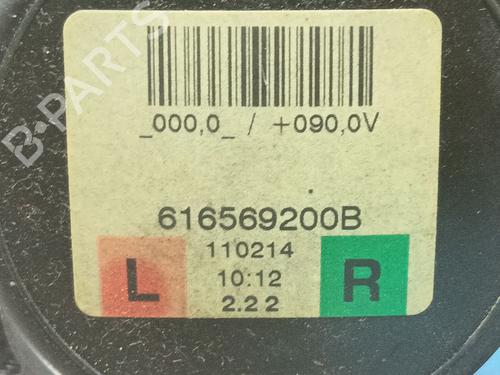 _000,0_ / +090,0V
616569200B
110214
L 10:12 R
2.2 2
B-PARTS